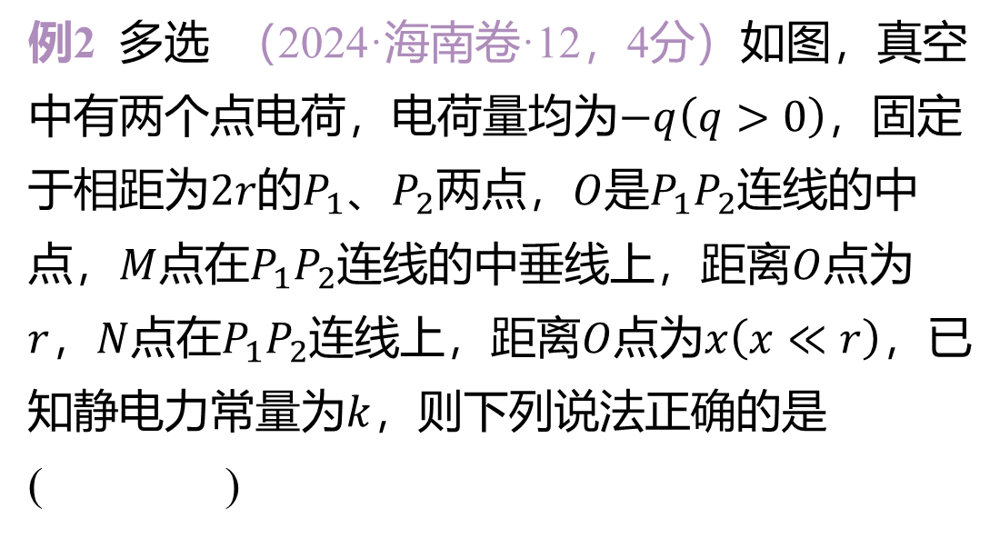 例2 多选 （2024·海南卷·12，4分）如图，真空
中有两个点电荷，电荷量均为−q(q > 0)，固定
于相距为2r的P₁、P₂两点，O是P₁P₂连线的中
点，M点在P₁P₂连线的中垂线上，距离O点为
r，N点在P₁P₂连线上，距离O点为x(x ≪ r)，已
知静电力常量为k，则下列说法正确的是
( )